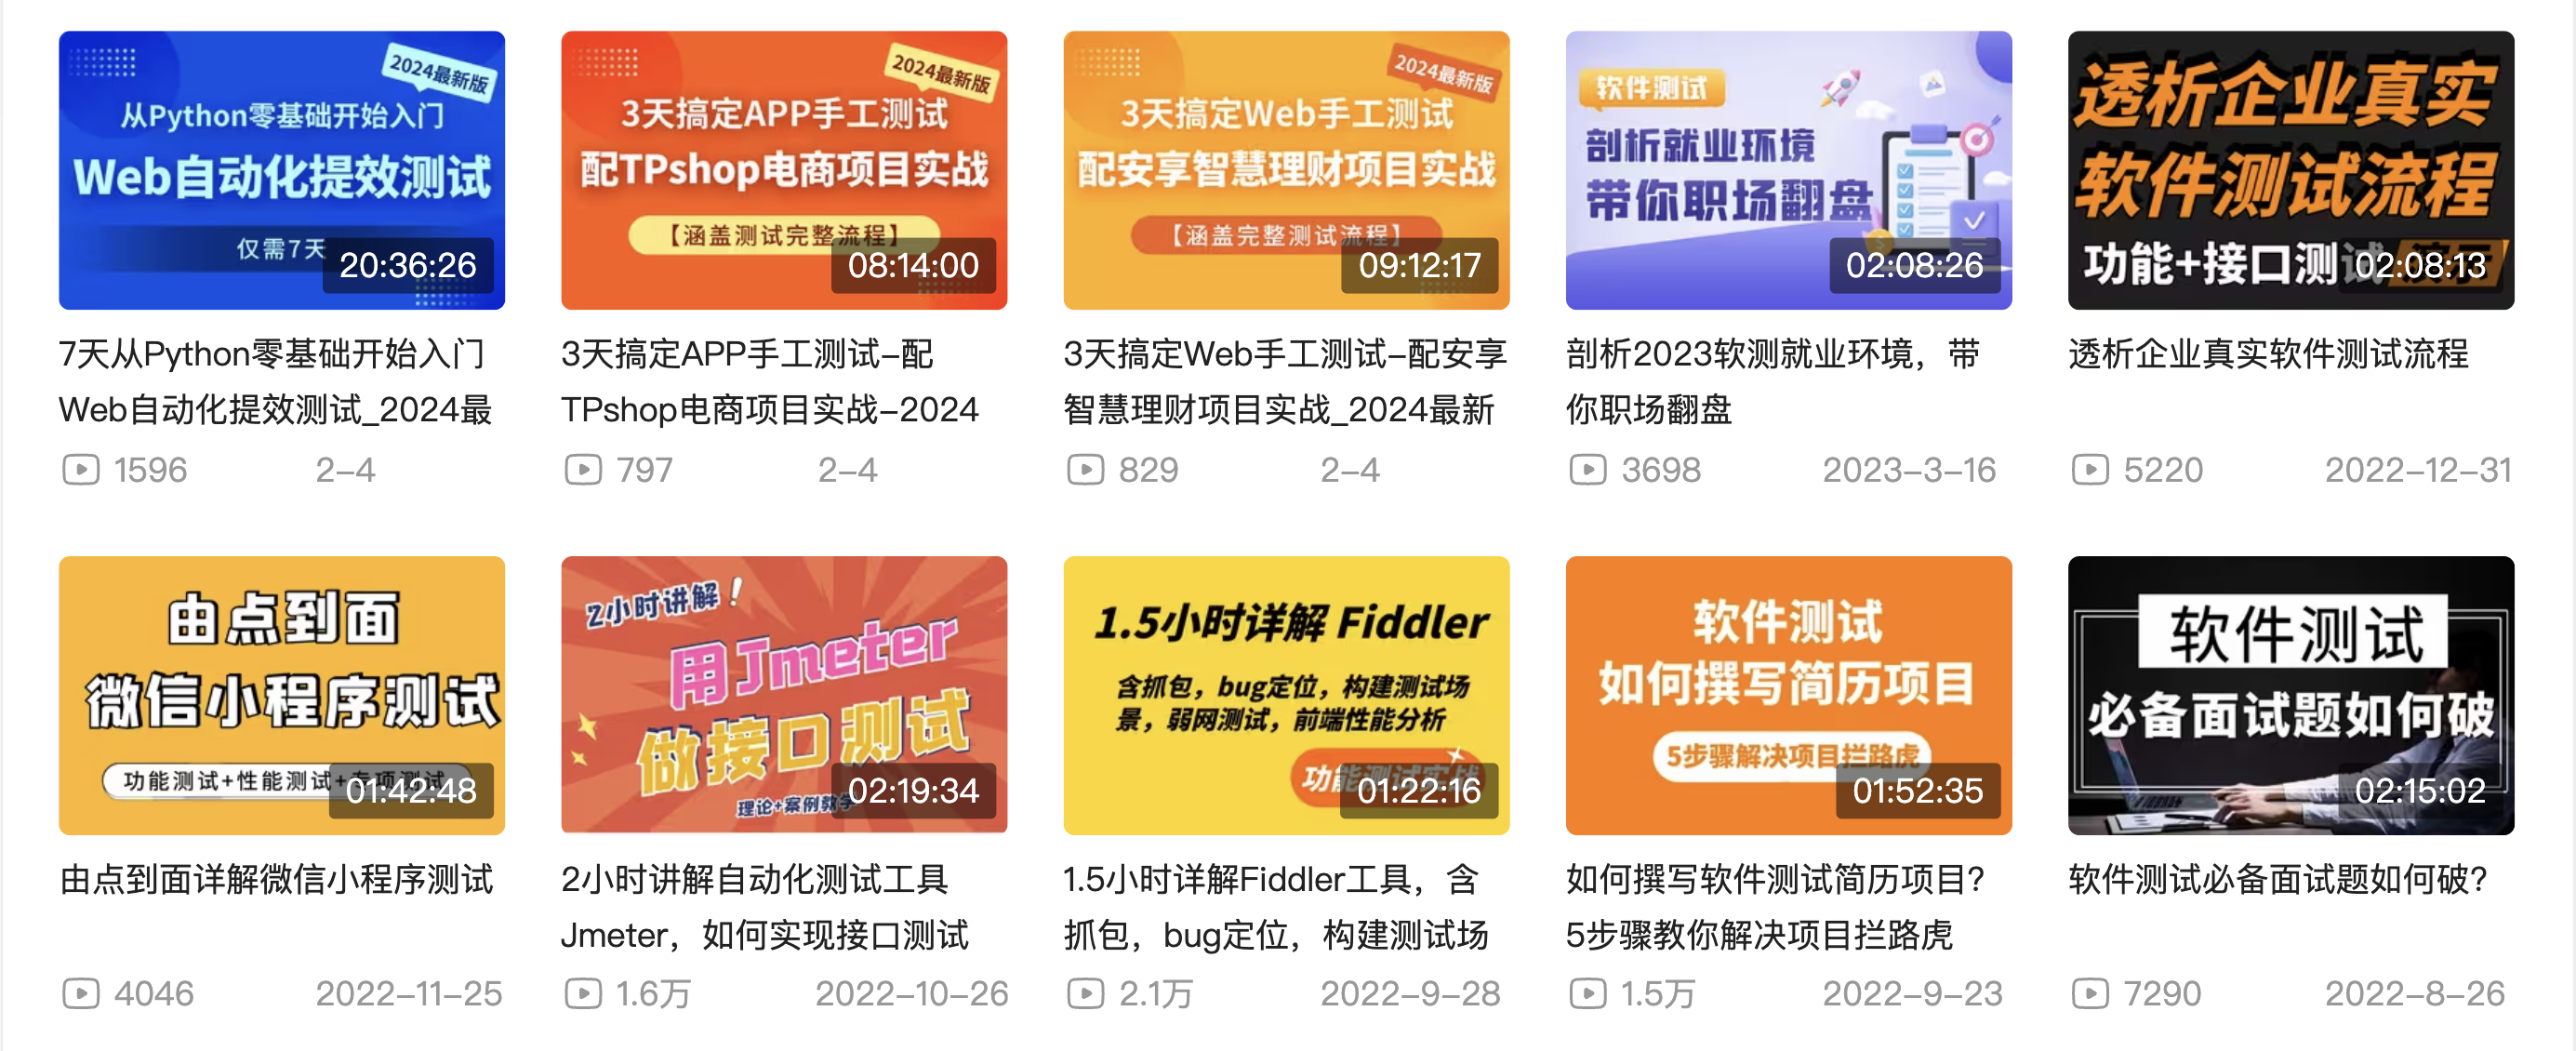 2024最新版
从Python零基础开始入门
Web自动化提效测试
仅需7天
20:36:26
7天从Python零基础开始入门
Web自动化提效测试_2024最
1596 2-4
2024最新版
3天搞定APP手工测试
配TPshop电商项目实战
【涵盖测试完整流程】
08:14:00
3天搞定APP手工测试-配
TPshop电商项目实战-2024
797 2-4
2024最新版
3天搞定Web手工测试
配安享智慧理财项目实战
【涵盖完整测试流程】
09:12:17
3天搞定Web手工测试-配安享
智慧理财项目实战_2024最新
829 2-4
软件测试
剖析就业环境
带你职场翻盘
02:08:26
剖析2023软测就业环境，带
你职场翻盘
3698 2023-3-16
透析企业真实
软件测试流程
功能+接口测试演示
02:08:13
透析企业真实软件测试流程
5220 2022-12-31
由点到面
微信小程序测试
功能测试+性能测试+专项测试
01:42:48
由点到面详解微信小程序测试
4046 2022-11-25
2小时讲解！
用Jmeter
做接口测试
理论+案例教学
02:19:34
2小时讲解自动化测试工具
Jmeter，如何实现接口测试
1.6万 2022-10-26
1.5小时详解 Fiddler
含抓包，bug定位，构建测试场
景，弱网测试，前端性能分析
功能测试实战
01:22:16
1.5小时详解Fiddler工具，含
抓包，bug定位，构建测试场
2.1万 2022-9-28
软件测试
如何撰写简历项目
5步骤解决项目拦路虎
01:52:35
如何撰写软件测试简历项目？
5步骤教你解决项目拦路虎
1.5万 2022-9-23
软件测试
必备面试题如何破
02:15:02
软件测试必备面试题如何破？
7290 2022-8-26